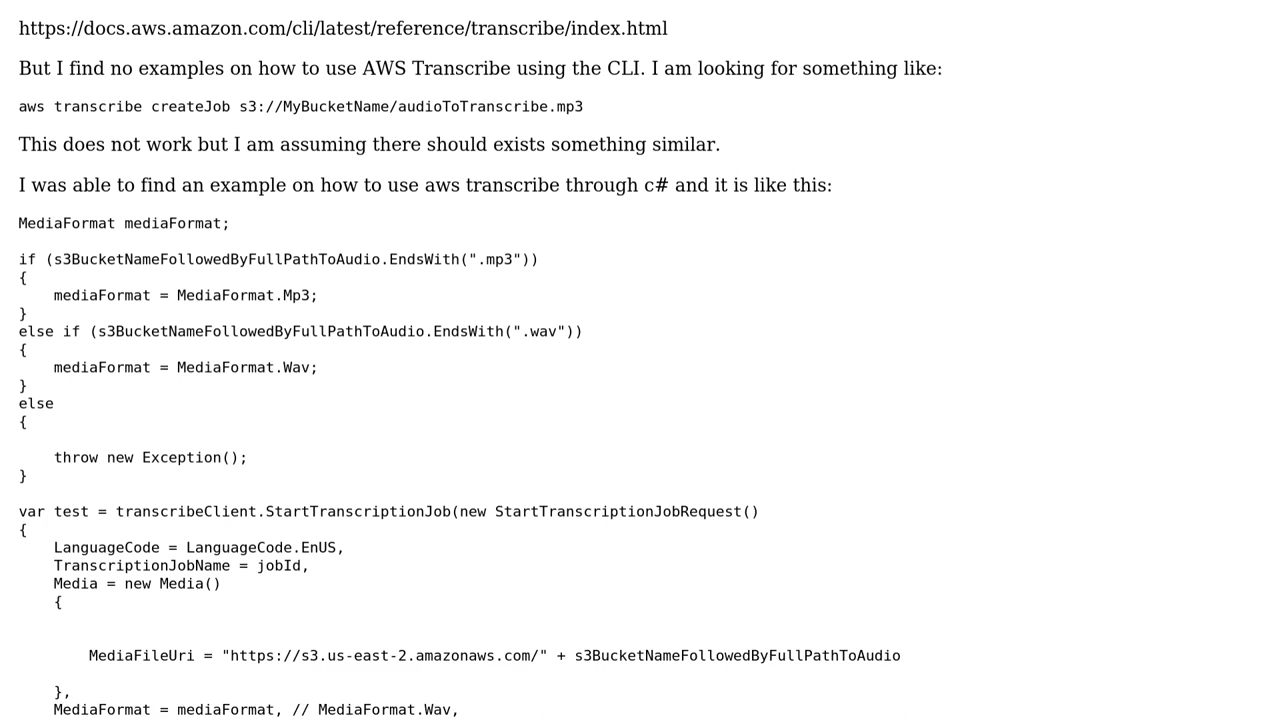 https://docs.aws.amazon.com/cli/latest/reference/transcribe/index.html
But I find no examples on how to use AWS Transcribe using the CLI. I am looking for something like:
aws transcribe createJob s3://MyBucketName/audioToTranscribe.mp3
This does not work but I am assuming there should exists something similar.
I was able to find an example on how to use aws transcribe through c# and it is like this:
MediaFormat mediaFormat;
if (s3BucketNameFollowedByFullPathToAudio.EndsWith(".mp3"))
{
    mediaFormat = MediaFormat.Mp3;
}
else if (s3BucketNameFollowedByFullPathToAudio.EndsWith(".wav"))
{
    mediaFormat = MediaFormat.Wav;
}
else
{
    throw new Exception();
}
var test = transcribeClient.StartTranscriptionJob(new StartTranscriptionJobRequest()
{
    LanguageCode = LanguageCode.EnUS,
    TranscriptionJobName = jobId,
    Media = new Media()
    {
        MediaFileUri = "https://s3.us-east-2.amazonaws.com/" + s3BucketNameFollowedByFullPathToAudio
    },
    MediaFormat = mediaFormat, // MediaFormat.Wav,